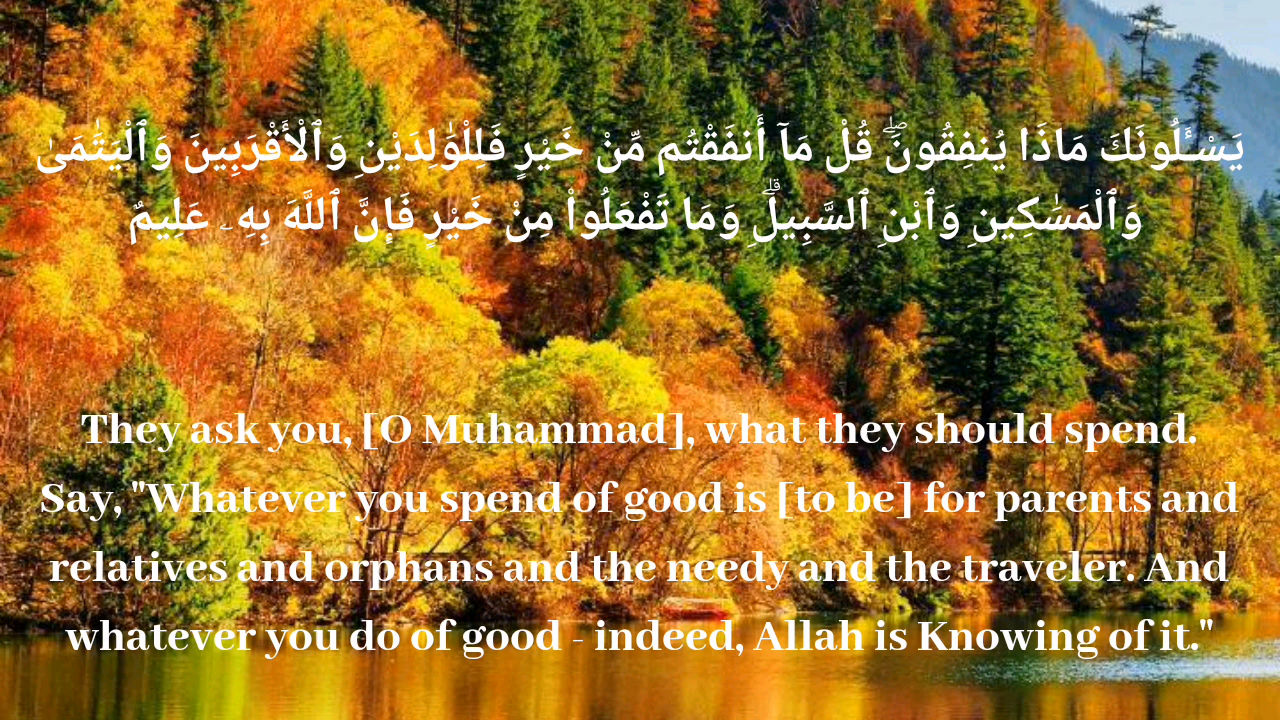 يَسْـَٔلُونَكَ مَاذَا يُنفِقُونَۖ قُلْ مَآ أَنفَقْتُم مِّنْ خَيْرٍ فَلِلْوَٰلِدَيْنِ وَٱلْأَقْرَبِينَ وَٱلْيَتَٰمَىٰ
وَٱلْمَسَٰكِينِ وَٱبْنِ ٱلسَّبِيلِۗ وَمَا تَفْعَلُوا۟ مِنْ خَيْرٍ فَإِنَّ ٱللَّهَ بِهِۦ عَلِيمٌ
They ask you, [O Muhammad], what they should spend.
Say, "Whatever you spend of good is [to be] for parents and
relatives and orphans and the needy and the traveler. And
whatever you do of good - indeed, Allah is Knowing of it."